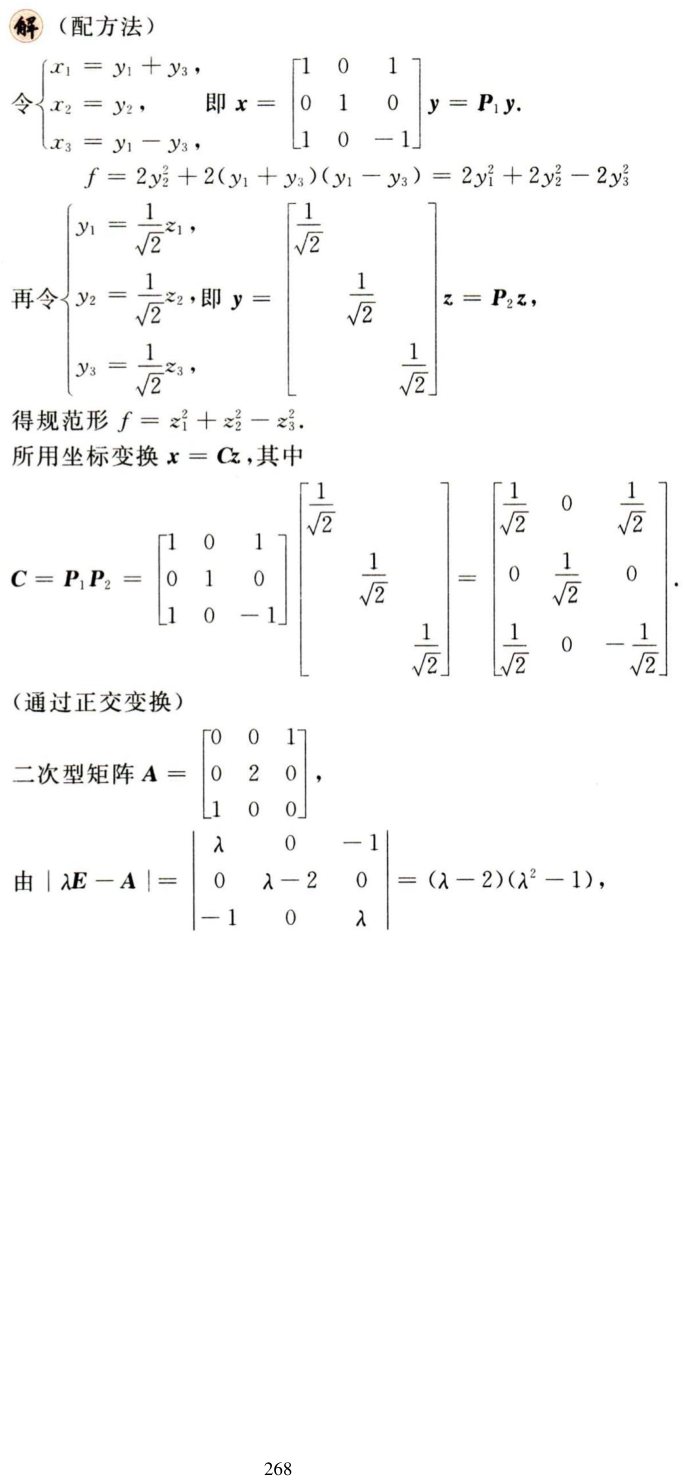 解 (配方法)
令{x₁ = y₁ + y₃, x₂ = y₂, x₃ = y₁ − y₃, 即 x = [1 0 1; 0 1 0; 1 0 −1] y = P₁y.
f = 2y₂² + 2(y₁ + y₃)(y₁ − y₃) = 2y₁² + 2y₂² − 2y₃²
再令{y₁ = 1/√2 z₁, y₂ = 1/√2 z₂, y₃ = 1/√2 z₃, 即 y = [1/√2; 1/√2; 1/√2] z = P₂z,
得规范形 f = z₁² + z₂² − z₃².
所用坐标变换 x = Cz,其中
C = P₁P₂ = [1 0 1; 0 1 0; 1 0 −1] [1/√2; 1/√2; 1/√2] = [1/√2 0 1/√2; 0 1/√2 0; 1/√2 0 −1/√2].
(通过正交变换)
二次型矩阵 A = [0 0 1; 0 2 0; 1 0 0],
由 | λE − A | = |λ 0 −1; 0 λ−2 0; −1 0 λ| = (λ − 2)(λ² − 1),
268